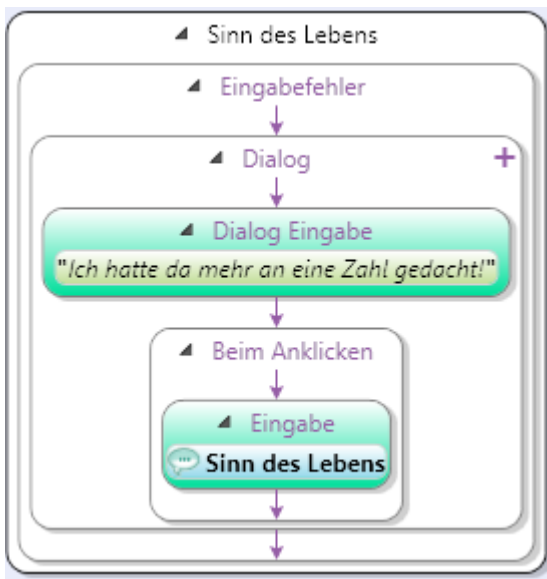 Sinn des Lebens
Eingabefehler
Dialog
Dialog Eingabe
"Ich hatte da mehr an eine Zahl gedacht!"
Beim Anklicken
Eingabe
Sinn des Lebens